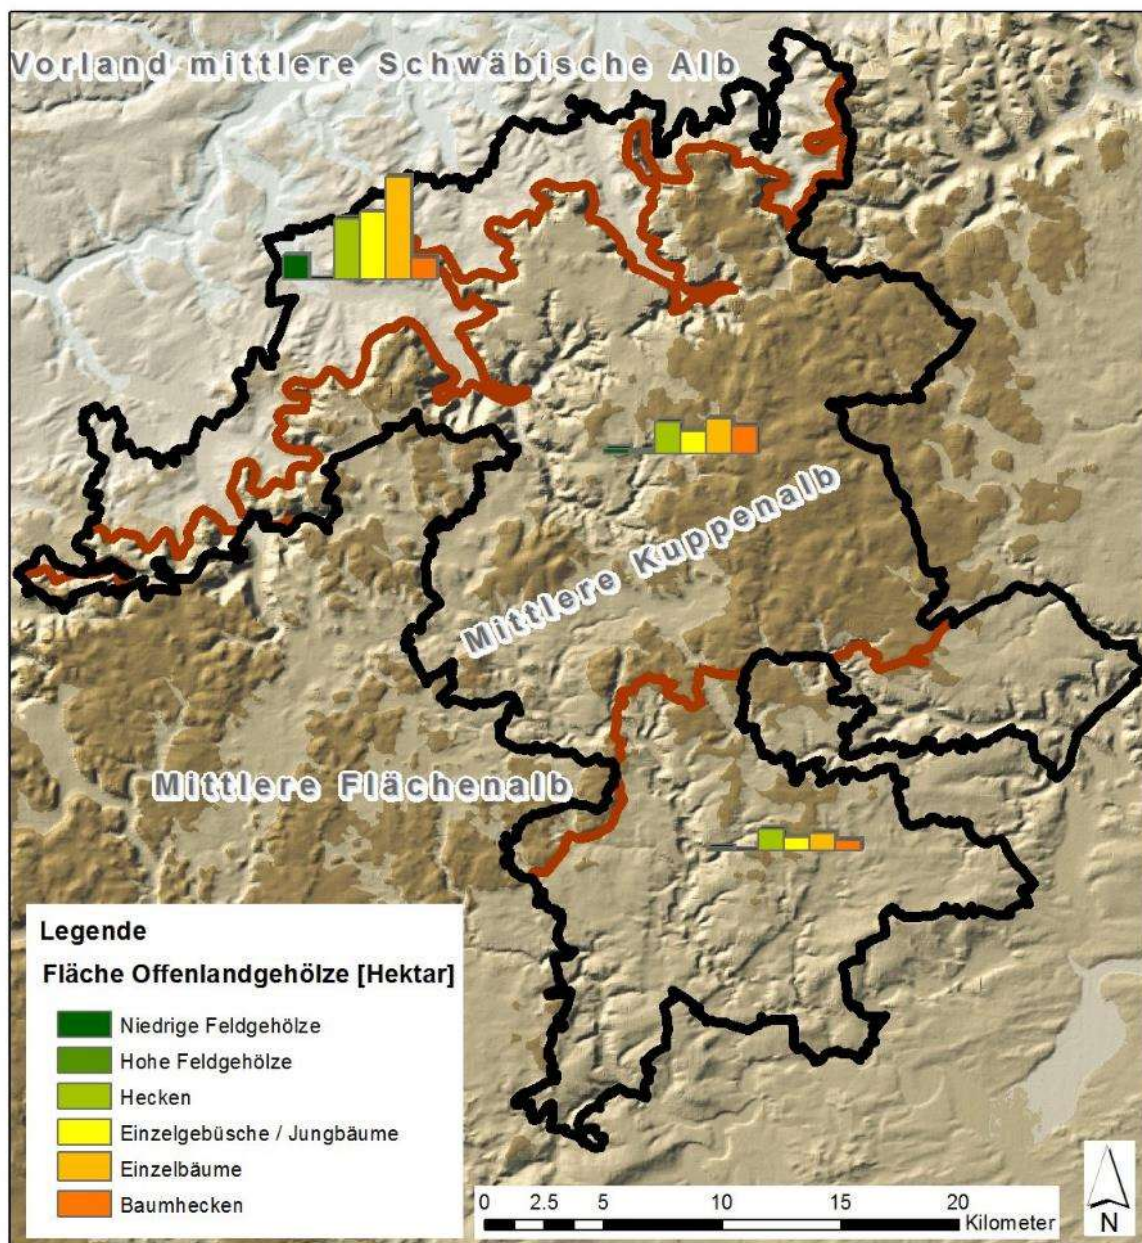 Vorland mittlere Schwäbische Alb
Mittlere Kuppenalb
Mittlere Flächenalb
Legende
Fläche Offenlandgehölze [Hektar]
Niedrige Feldgehölze
Hohe Feldgehölze
Hecken
Einzelgebüsche / Jungbäume
Einzelbäume
Baumhecken
0 2.5 5 10 15 20
Kilometer
N